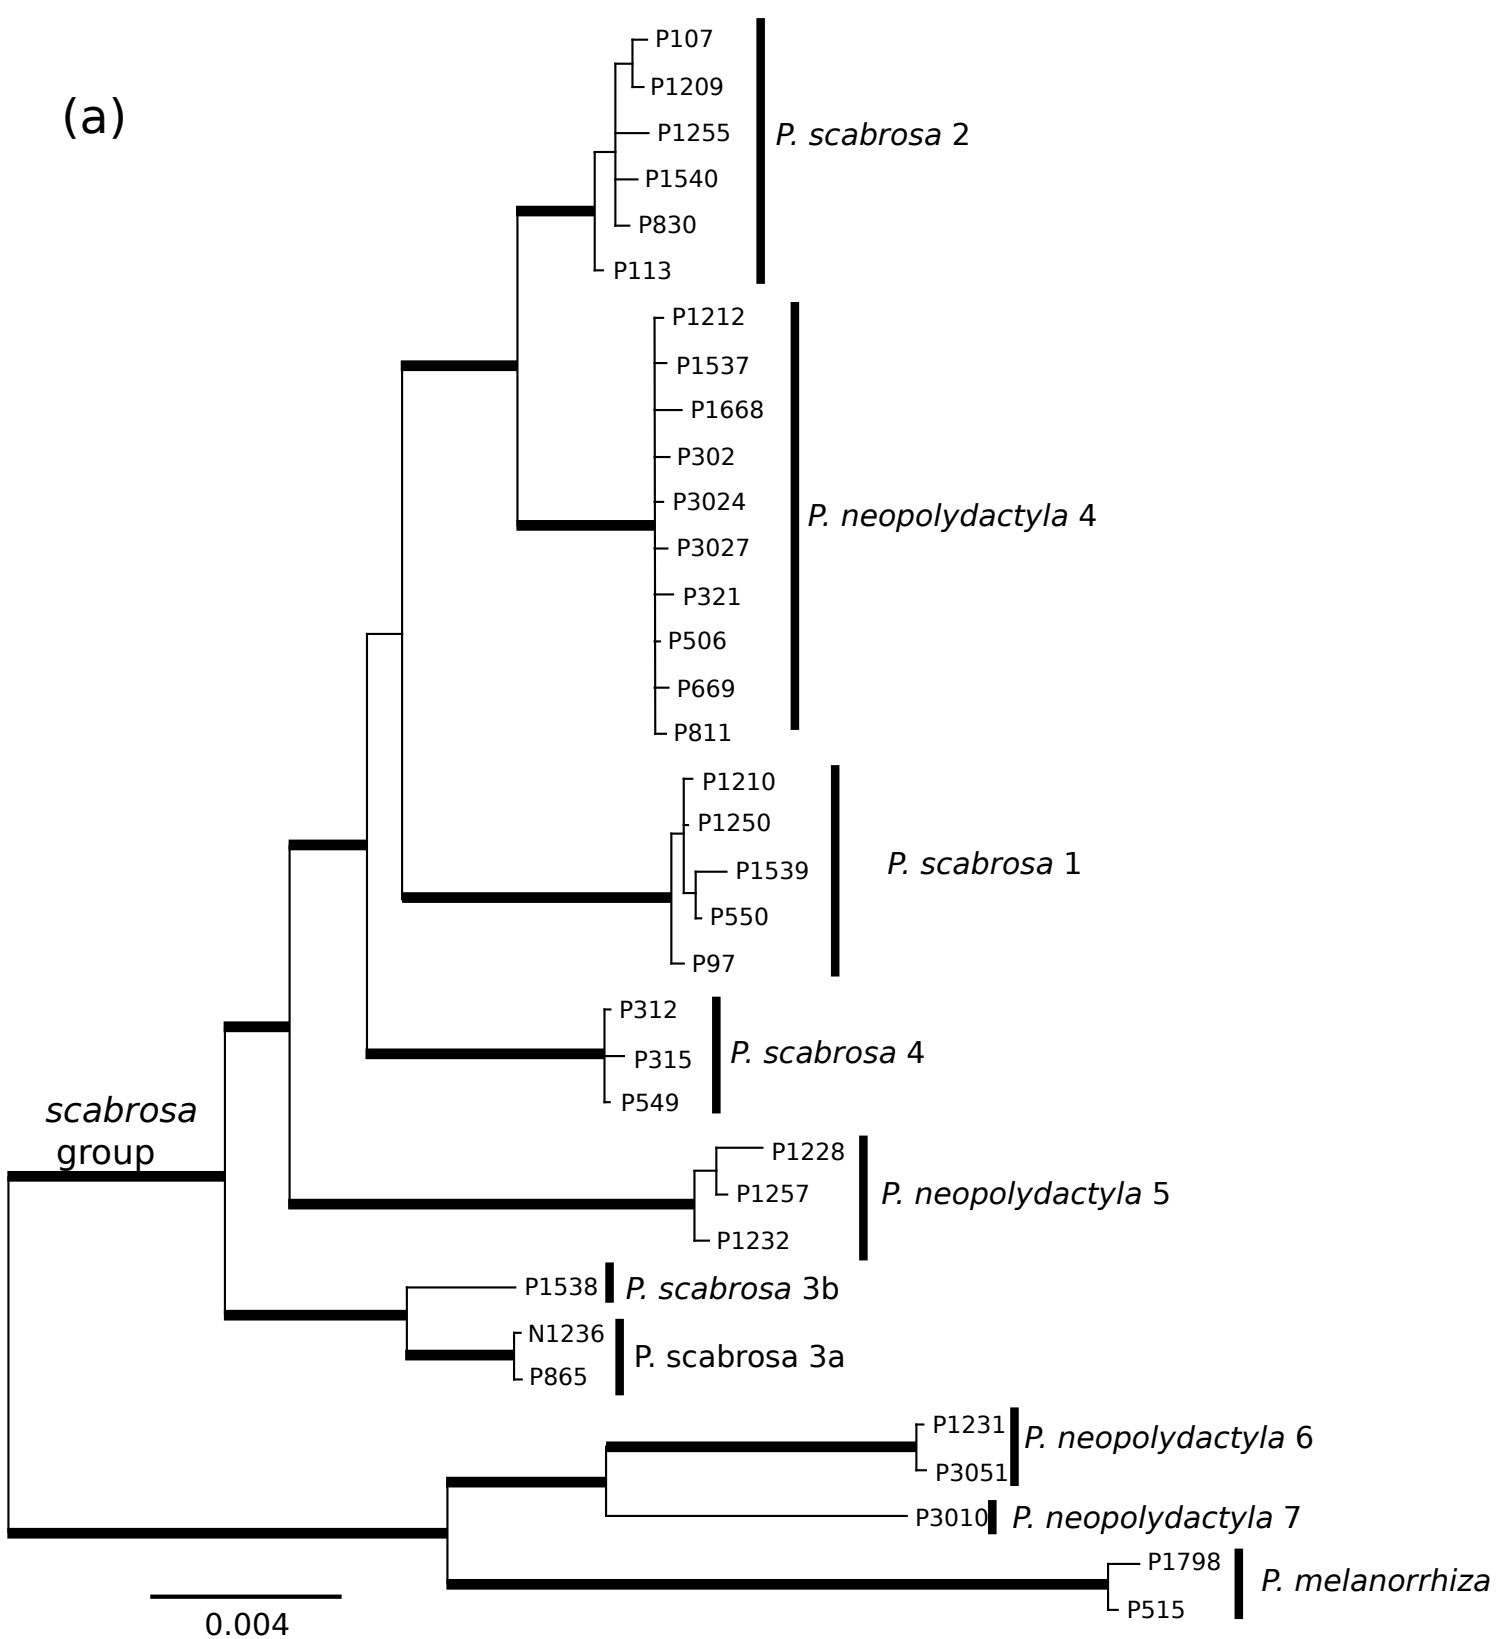 (a)
P107
P1209
P1255
P. scabrosa 2
P1540
P830
P113
P1212
P1537
P1668
P302
P3024
P. neopolydactyla 4
P3027
P321
P506
P669
P811
P1210
P1250
P1539
P. scabrosa 1
P550
P97
P312
P315
P. scabrosa 4
P549
scabrosa
group
P1228
P1257
P. neopolydactyla 5
P1232
P1538
P. scabrosa 3b
N1236
P. scabrosa 3a
P865
P1231
P. neopolydactyla 6
P3051
P3010
P. neopolydactyla 7
P1798
P. melanorrhiza
P515
0.004